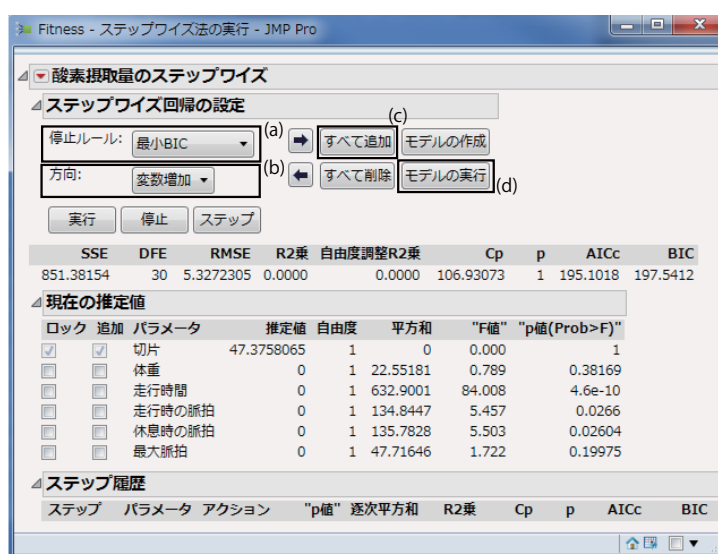 Fitness - ステップワイズ法の実行 - JMP Pro
酸素摂取量のステップワイズ
ステップワイズ回帰の設定
停止ルール: 最小BIC (a) すべて追加 (c) モデルの作成
方向: 変数増加 (b) すべて削除 モデルの実行 (d)
実行 停止 ステップ
SSE DFE RMSE R2乗 自由度調整R2乗 Cp p AICc BIC
851.38154 30 5.3272305 0.0000 0.0000 106.93073 1 195.1018 197.5412
現在の推定値
ロック 追加 パラメータ 推定値 自由度 平方和 "F値" "p値(Prob>F)"
切片 47.3758065 1 0 0.000 1
体重 0 1 22.55181 0.789 0.38169
走行時間 0 1 632.9001 84.008 4.6e-10
走行時の脈拍 0 1 134.8447 5.457 0.0266
休息時の脈拍 0 1 135.7828 5.503 0.02604
最大脈拍 0 1 47.71646 1.722 0.19975
ステップ履歴
ステップ パラメータ アクション "p値" 逐次平方和 R2乗 Cp p AICc BIC